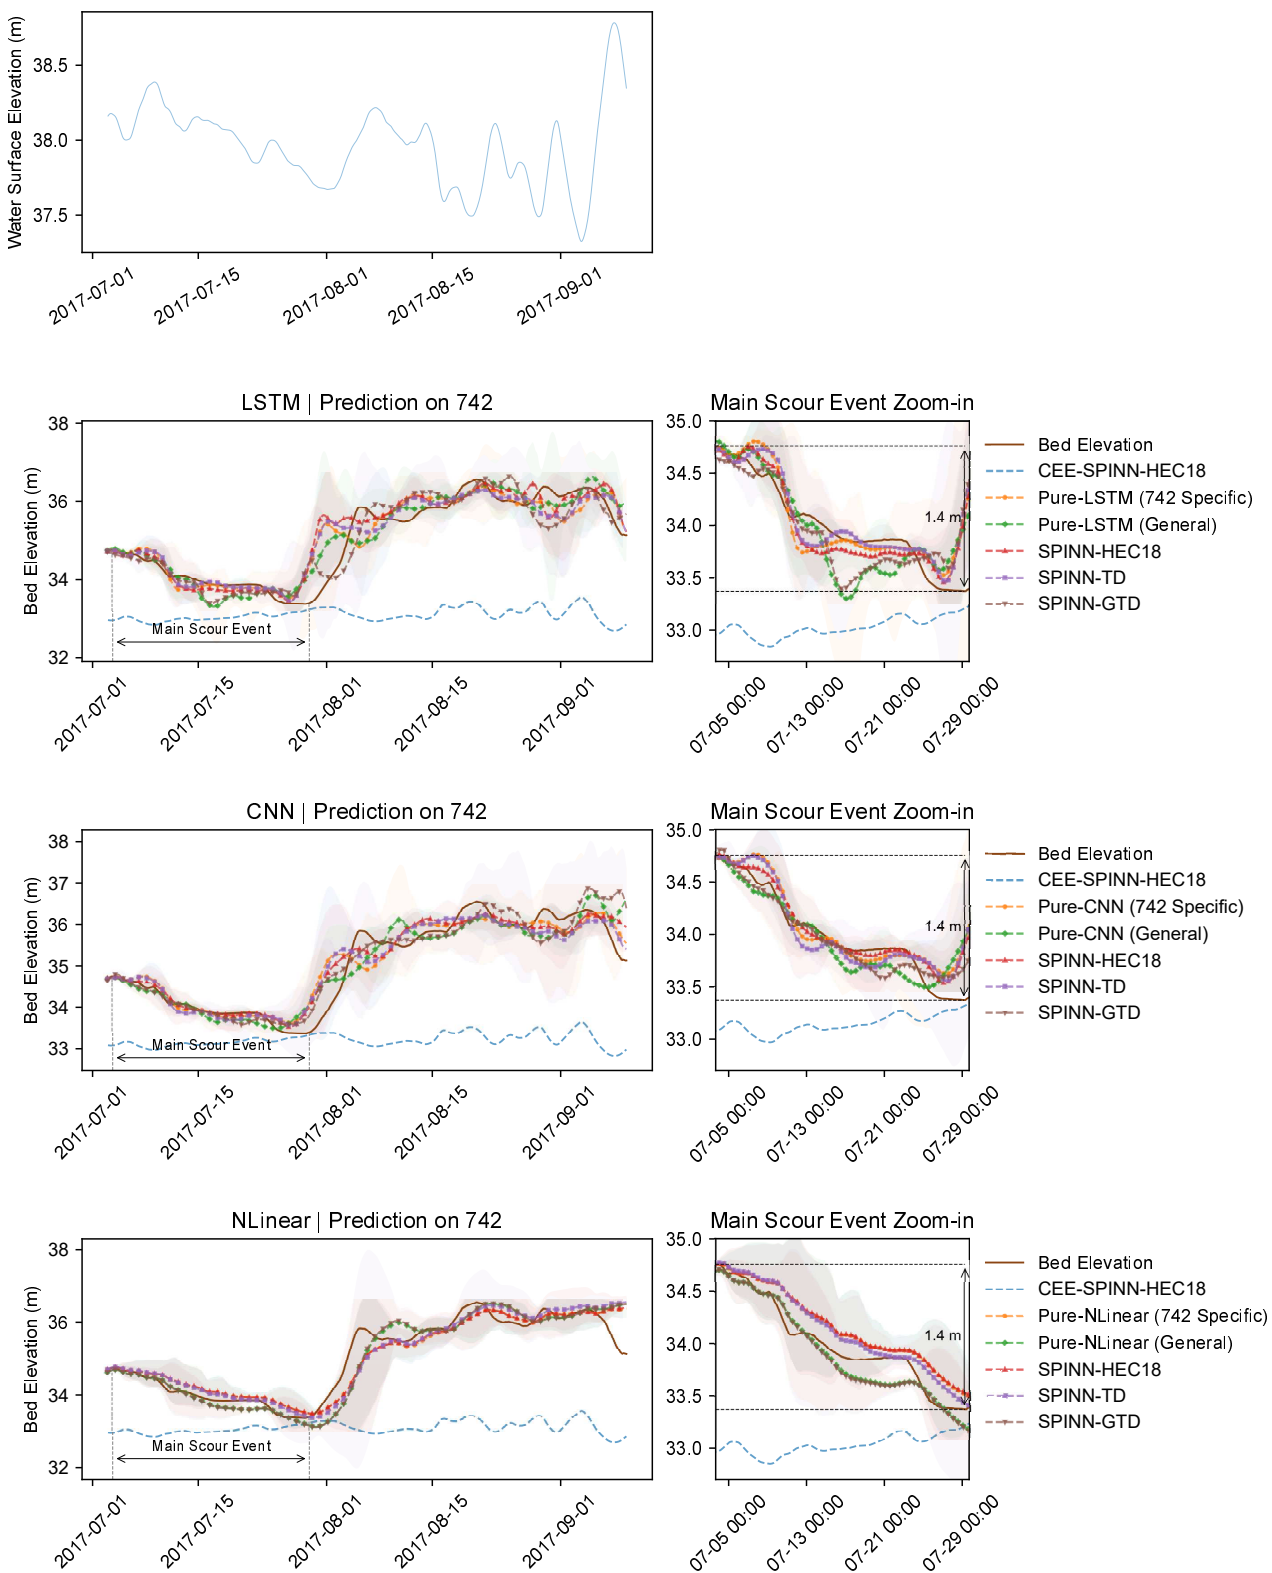 Water Surface Elevation (m)
38.5
38.0
37.5
2017-07-01
2017-07-15
2017-08-01
2017-08-15
2017-09-01
LSTM | Prediction on 742
Bed Elevation (m)
38
36
34
32
Main Scour Event
2017-07-01
2017-07-15
2017-08-01
2017-08-15
2017-09-01
Main Scour Event Zoom-in
35.0
34.5
34.0
33.5
33.0
1.4 m
07-05 00:00
07-13 00:00
07-21 00:00
07-29 00:00
Bed Elevation
CEE-SPINN-HEC18
Pure-LSTM (742 Specific)
Pure-LSTM (General)
SPINN-HEC18
SPINN-TD
SPINN-GTD
CNN | Prediction on 742
Bed Elevation (m)
38
37
36
35
34
33
Main Scour Event
2017-07-01
2017-07-15
2017-08-01
2017-08-15
2017-09-01
Main Scour Event Zoom-in
35.0
34.5
34.0
33.5
33.0
1.4 m
07-05 00:00
07-13 00:00
07-21 00:00
07-29 00:00
Bed Elevation
CEE-SPINN-HEC18
Pure-CNN (742 Specific)
Pure-CNN (General)
SPINN-HEC18
SPINN-TD
SPINN-GTD
NLinear | Prediction on 742
Bed Elevation (m)
38
36
34
32
Main Scour Event
2017-07-01
2017-07-15
2017-08-01
2017-08-15
2017-09-01
Main Scour Event Zoom-in
35.0
34.5
34.0
33.5
33.0
1.4 m
07-05 00:00
07-13 00:00
07-21 00:00
07-29 00:00
Bed Elevation
CEE-SPINN-HEC18
Pure-NLinear (742 Specific)
Pure-NLinear (General)
SPINN-HEC18
SPINN-TD
SPINN-GTD